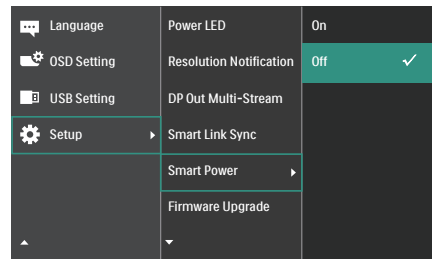 Language
OSD Setting
USB Setting
Setup
Power LED
Resolution Notification
DP Out Multi-Stream
Smart Link Sync
Smart Power
Firmware Upgrade
On
Off